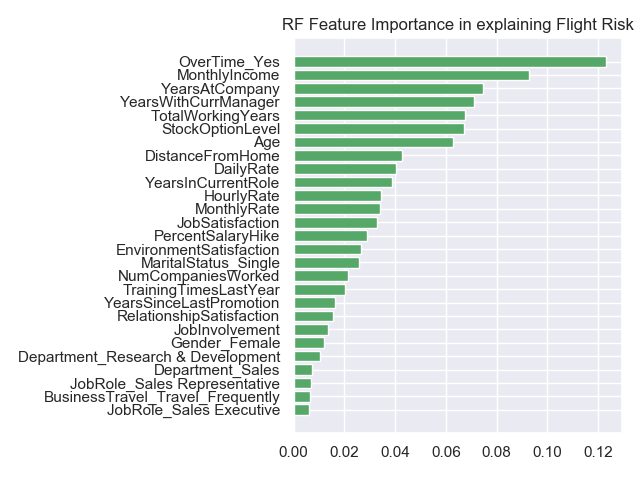 RF Feature Importance in explaining Flight Risk
OverTime_Yes
MonthlyIncome
YearsAtCompany
YearsWithCurrManager
TotalWorkingYears
StockOptionLevel
Age
DistanceFromHome
DailyRate
YearsInCurrentRole
HourlyRate
MonthlyRate
JobSatisfaction
PercentSalaryHike
EnvironmentSatisfaction
MaritalStatus_Single
NumCompaniesWorked
TrainingTimesLastYear
YearsSinceLastPromotion
RelationshipSatisfaction
JobInvolvement
Gender_Female
Department_Research & Development
Department_Sales
JobRole_Sales Representative
BusinessTravel_Travel_Frequently
JobRole_Sales Executive
0.00 0.02 0.04 0.06 0.08 0.10 0.12